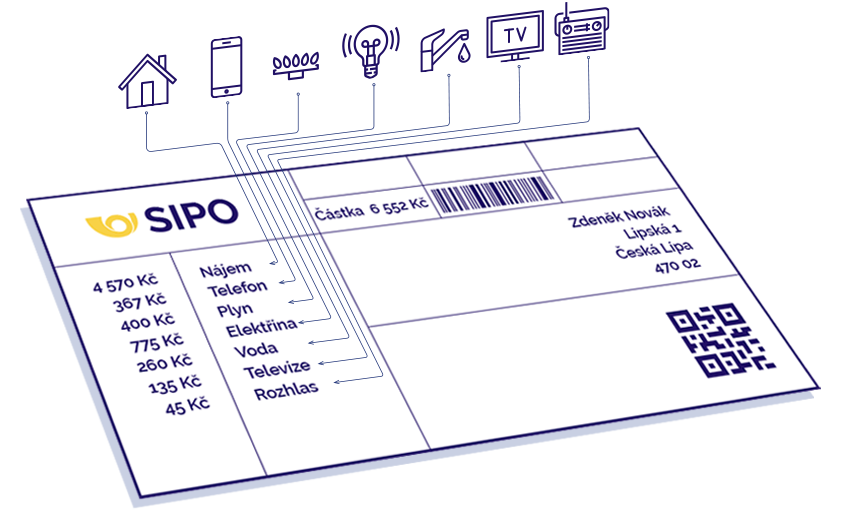 TV
SIPO
Částka 6 552 Kč
Zdeněk Novák
Lipská 1
Česká Lípa
470 02
4 570 Kč Nájem
367 Kč Telefon
400 Kč Plyn
775 Kč Elektřina
260 Kč Voda
135 Kč Televize
45 Kč Rozhlas